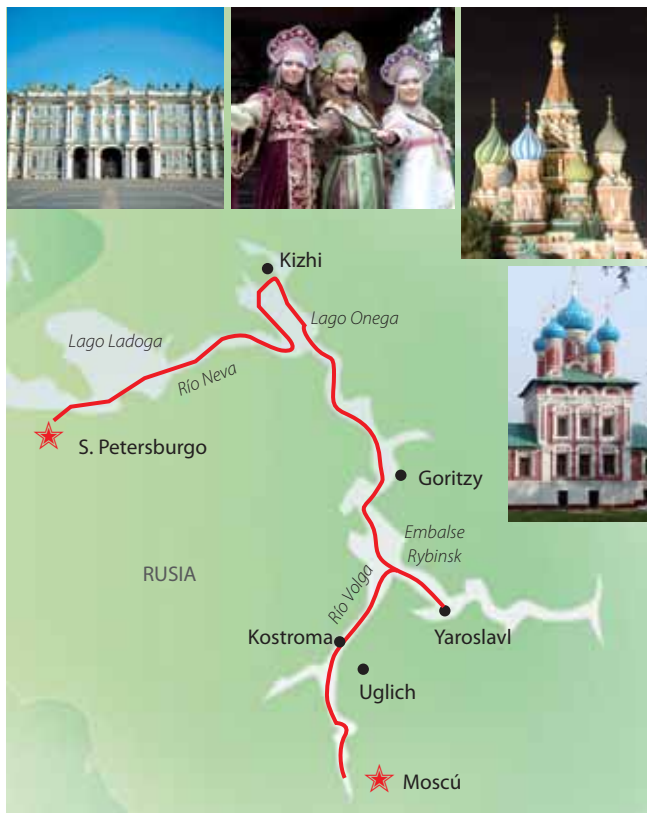 Kizhi
Lago Onega
Lago Ladoga
Río Neva
S. Petersburgo
Goritzy
Embalse
Rybinsk
RUSIA
Río Volga
Kostroma
Yaroslavl
Uglich
Moscú